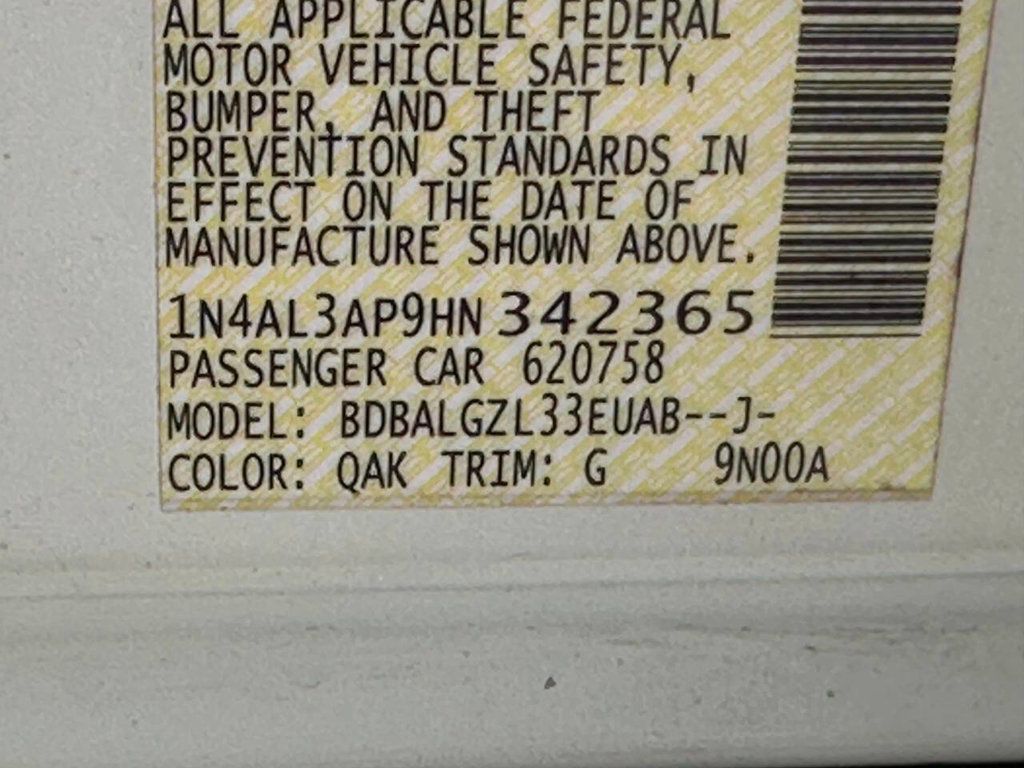 ALL APPLICABLE FEDERAL
MOTOR VEHICLE SAFETY,
BUMPER, AND THEFT
PREVENTION STANDARDS IN
EFFECT ON THE DATE OF
MANUFACTURE SHOWN ABOVE.
1N4AL3AP9HN342365
PASSENGER CAR 620758
MODEL: BDBALGZL33EUAB--J-
COLOR: QAK TRIM: G 9N00A